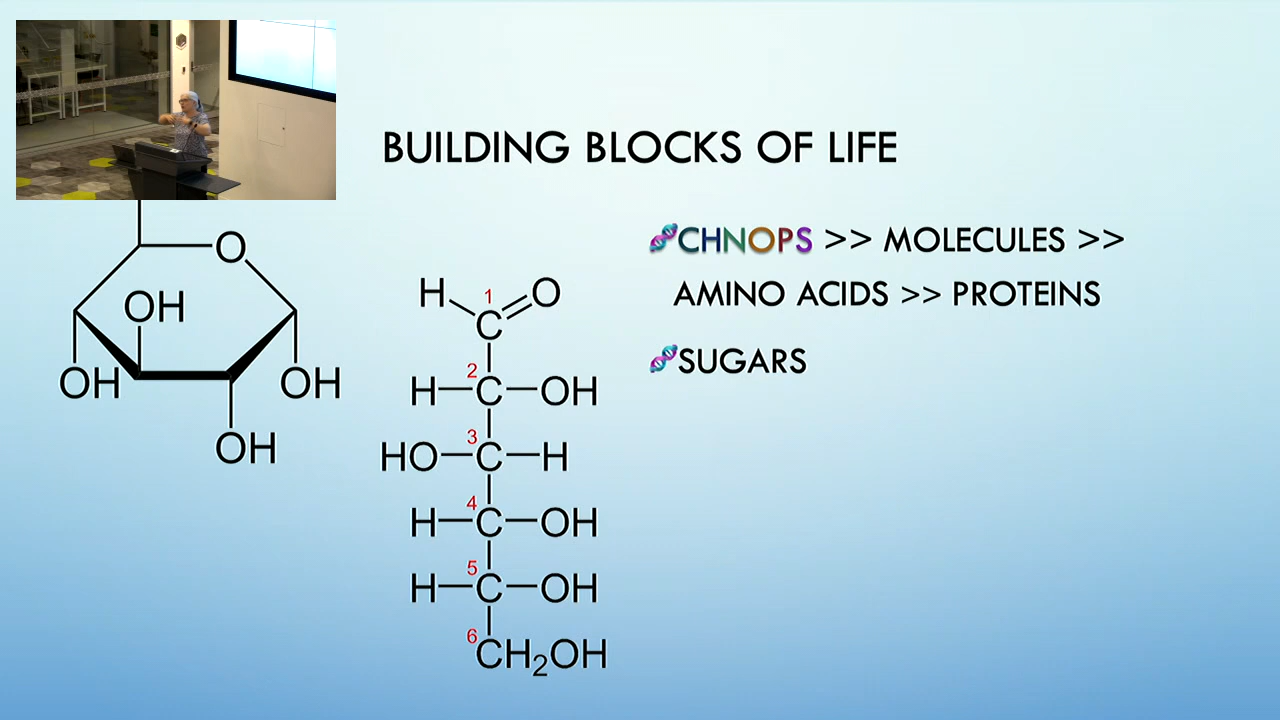 BUILDING BLOCKS OF LIFE
CHNOPS >> MOLECULES >>
AMINO ACIDS >> PROTEINS
SUGARS
O
OH
OH
OH
OH
H 1 O
C
2
H C OH
3
HO C H
4
H C OH
5
H C OH
6
CH₂OH